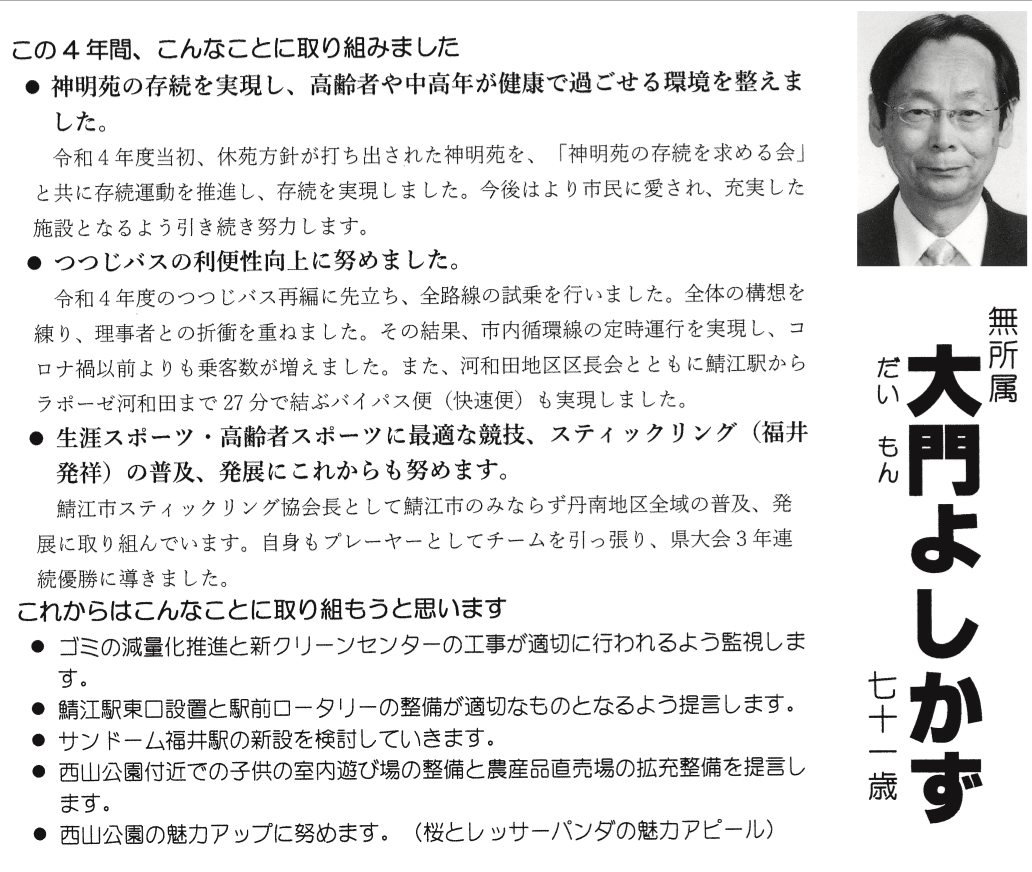 無所属
大門よしかず
だい もん
七十一歳
この4年間、こんなことに取り組みました
● 神明苑の存続を実現し、高齢者や中高年が健康で過ごせる環境を整えま
した。
令和4年度当初、休苑方針が打ち出された神明苑を、「神明苑の存続を求める会」
と共に存続運動を推進し、存続を実現しました。今後はより市民に愛され、充実した
施設となるよう引き続き努力します。
● つつじバスの利便性向上に努めました。
令和4年度のつつじバス再編に先立ち、全路線の試乗を行いました。全体の構想を
練り、理事者との折衝を重ねました。その結果、市内循環線の定時運行を実現し、コ
ロナ禍以前よりも乗客数が増えました。また、河和田地区区長会とともに鯖江駅から
ラポーゼ河和田まで27分で結ぶバイパス便（快速便）も実現しました。
● 生涯スポーツ・高齢者スポーツに最適な競技、スティックリング（福井
発祥）の普及、発展にこれからも努めます。
鯖江市スティックリング協会長として鯖江市のみならず丹南地区全域の普及、発
展に取り組んでいます。自身もプレーヤーとしてチームを引っ張り、県大会3年連
続優勝に導きました。
これからはこんなことに取り組もうと思います
● ゴミの減量化推進と新クリーンセンターの工事が適切に行われるよう監視しま
す。
● 鯖江駅東口設置と駅前ロータリーの整備が適切なものとなるよう提言します。
● サンドーム福井駅の新設を検討していきます。
● 西山公園付近での子供の室内遊び場の整備と農産品直売場の拡充整備を提言し
ます。
● 西山公園の魅力アップに努めます。（桜とレッサーパンダの魅力アピール）